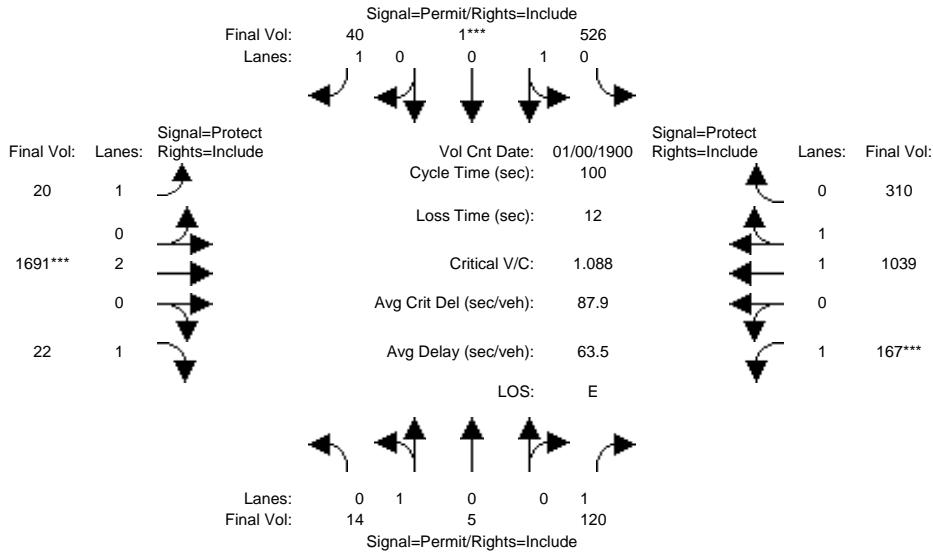 Signal=Permit/Rights=Include
Final Vol: 40 1*** 526
Lanes: 1 0 0 1 0
Signal=Protect
Final Vol: Lanes: Rights=Include
Vol Cnt Date: 01/00/1900
Signal=Protect
Rights=Include Lanes: Final Vol:
Cycle Time (sec): 100
20 1
0 310
Loss Time (sec): 12
0
1
1691*** 2
Critical V/C: 1.088
1 1039
0
Avg Crit Del (sec/veh): 87.9
0
22 1
Avg Delay (sec/veh): 63.5
1 167***
LOS: E
Lanes: 0 1 0 0 1
Final Vol: 14 5 120
Signal=Permit/Rights=Include